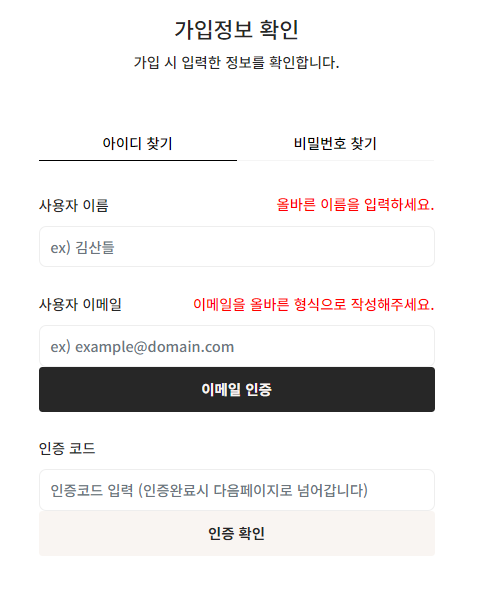 가입정보 확인
가입 시 입력한 정보를 확인합니다.
아이디 찾기 비밀번호 찾기
사용자 이름 올바른 이름을 입력하세요.
ex) 김산들
사용자 이메일 이메일을 올바른 형식으로 작성해주세요.
ex) example@domain.com
이메일 인증
인증 코드
인증코드 입력 (인증완료시 다음페이지로 넘어갑니다)
인증 확인